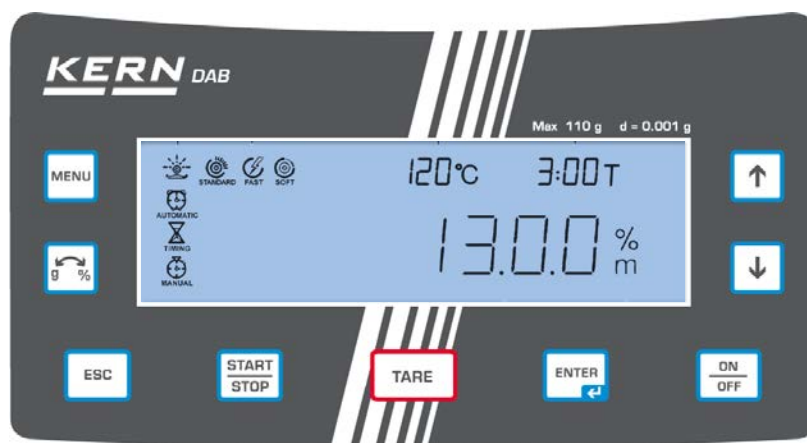 KERN DAB
Max 110 g d = 0.001 g
MENU
STANDARD FAST SOFT
120°C 3:00T
AUTOMATIC
TIMING
MANUAL
13.0.0 % m
g %
ESC
START
STOP
TARE
ENTER
ON
OFF